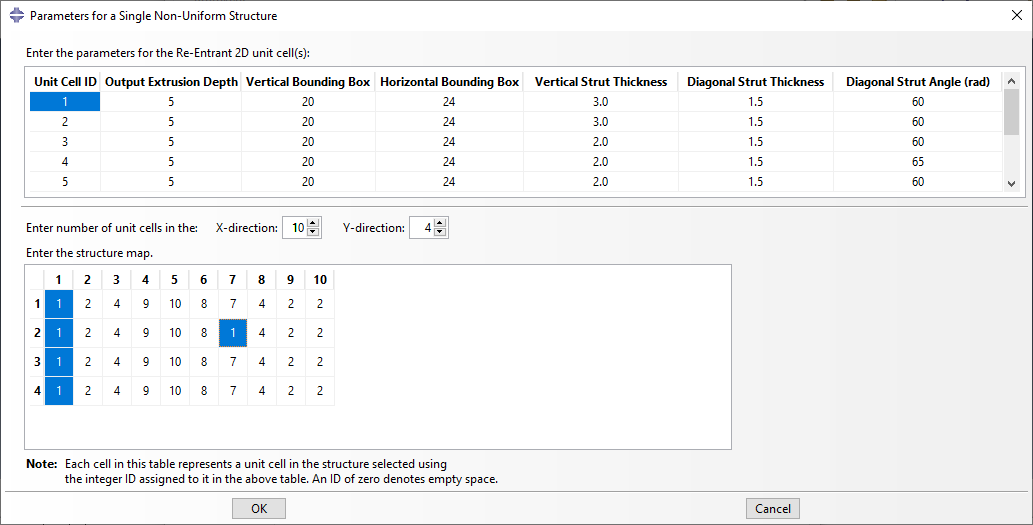 Parameters for a Single Non-Uniform Structure
Enter the parameters for the Re-Entrant 2D unit cell(s):
Unit Cell ID Output Extrusion Depth Vertical Bounding Box Horizontal Bounding Box Vertical Strut Thickness Diagonal Strut Thickness Diagonal Strut Angle (rad)
1 5 20 24 3.0 1.5 60
2 5 20 24 3.0 1.5 60
3 5 20 24 2.0 1.5 60
4 5 20 24 2.0 1.5 65
5 5 20 24 2.0 1.5 60
Enter number of unit cells in the: X-direction: 10 Y-direction: 4
Enter the structure map.
1 2 3 4 5 6 7 8 9 10
1 1 2 4 9 10 8 7 4 2 2
2 1 2 4 9 10 8 1 4 2 2
3 1 2 4 9 10 8 7 4 2 2
4 1 2 4 9 10 8 7 4 2 2
Note: Each cell in this table represents a unit cell in the structure selected using
the integer ID assigned to it in the above table. An ID of zero denotes empty space.
OK Cancel